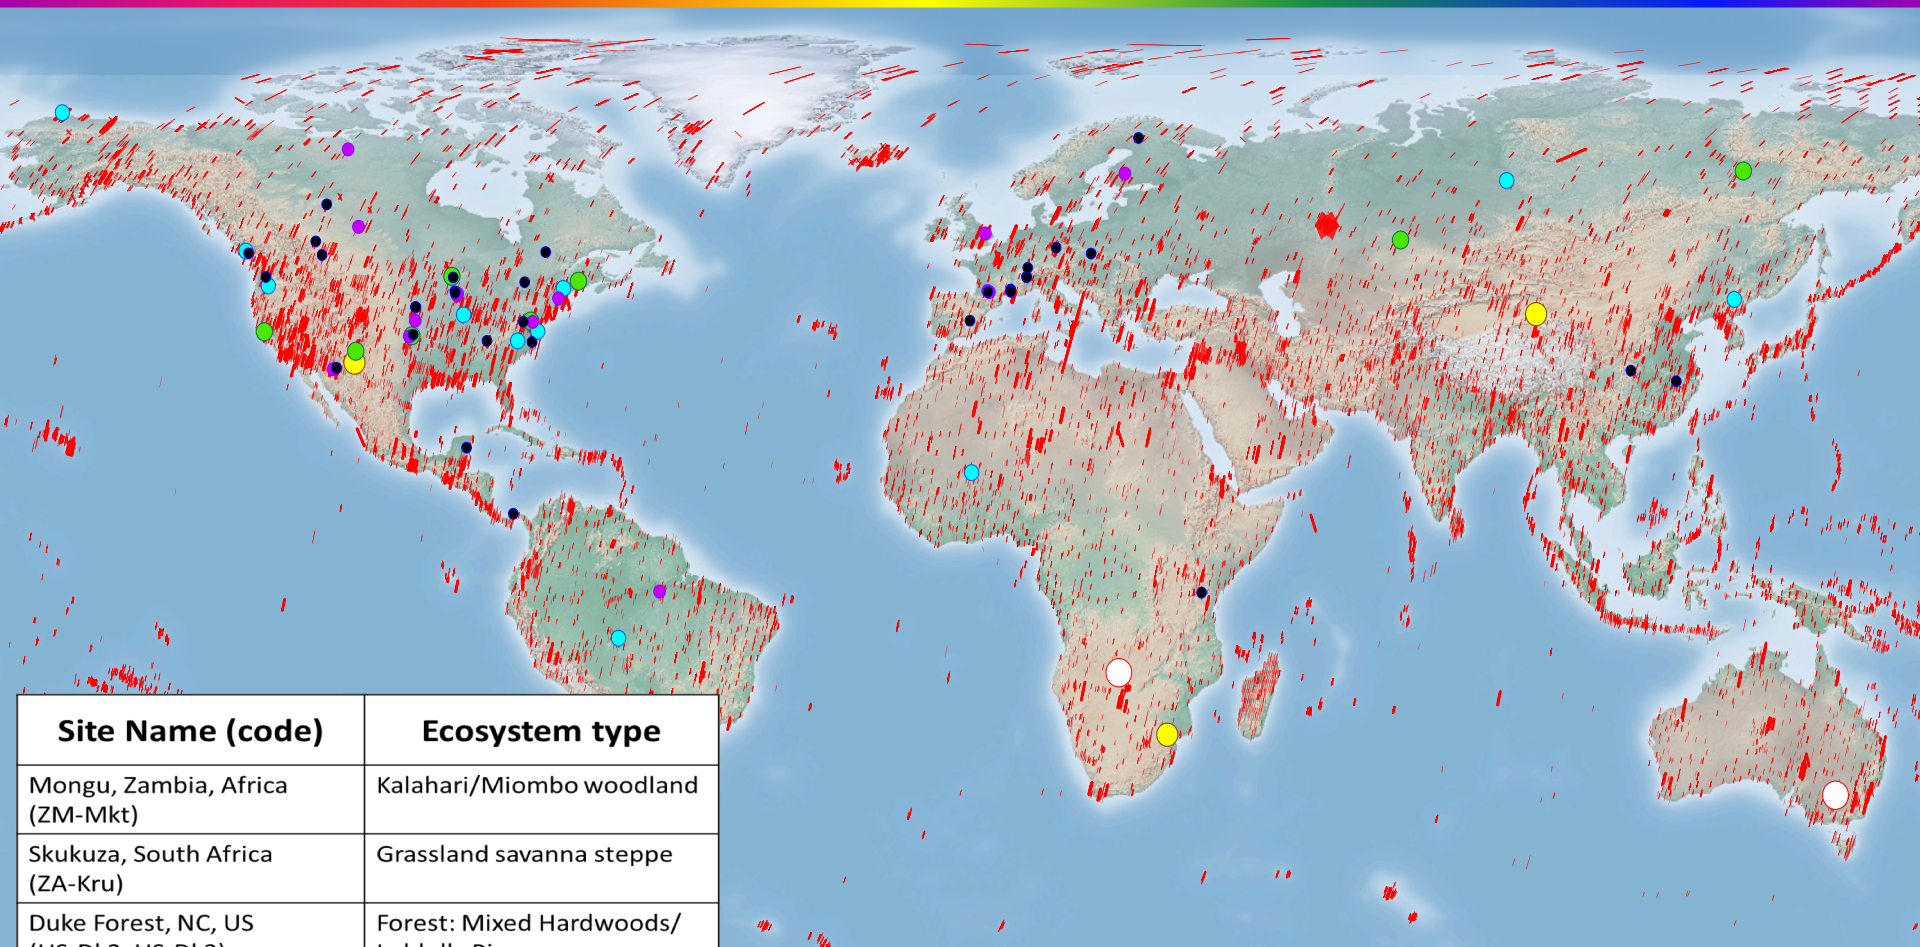 Site Name (code)
Ecosystem type
Mongu, Zambia, Africa
(ZM-Mkt)
Kalahari/Miombo woodland
Skukuza, South Africa
(ZA-Kru)
Grassland savanna steppe
Duke Forest, NC, US
Forest: Mixed Hardwoods/